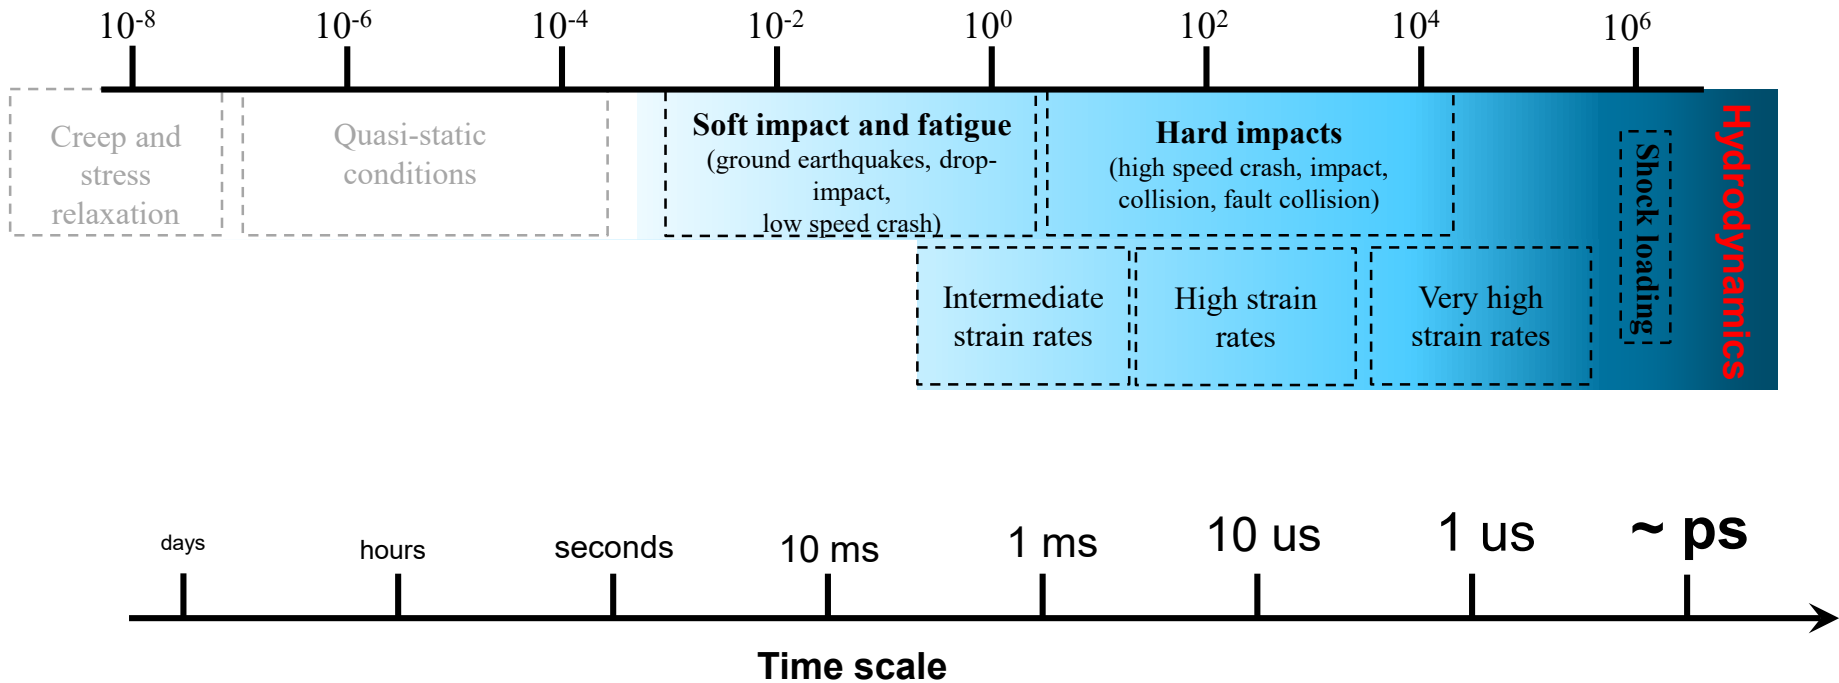 10-8 10-6 10-4 10-2 100 102 104 106
Creep and
stress
relaxation
Quasi-static
conditions
Soft impact and fatigue
(ground earthquakes, drop-
impact,
low speed crash)
Hard impacts
(high speed crash, impact,
collision, fault collision)
Shock loading
Hydrodynamics
Intermediate
strain rates
High strain
rates
Very high
strain rates
days hours seconds 10 ms 1 ms 10 us 1 us ~ ps
Time scale